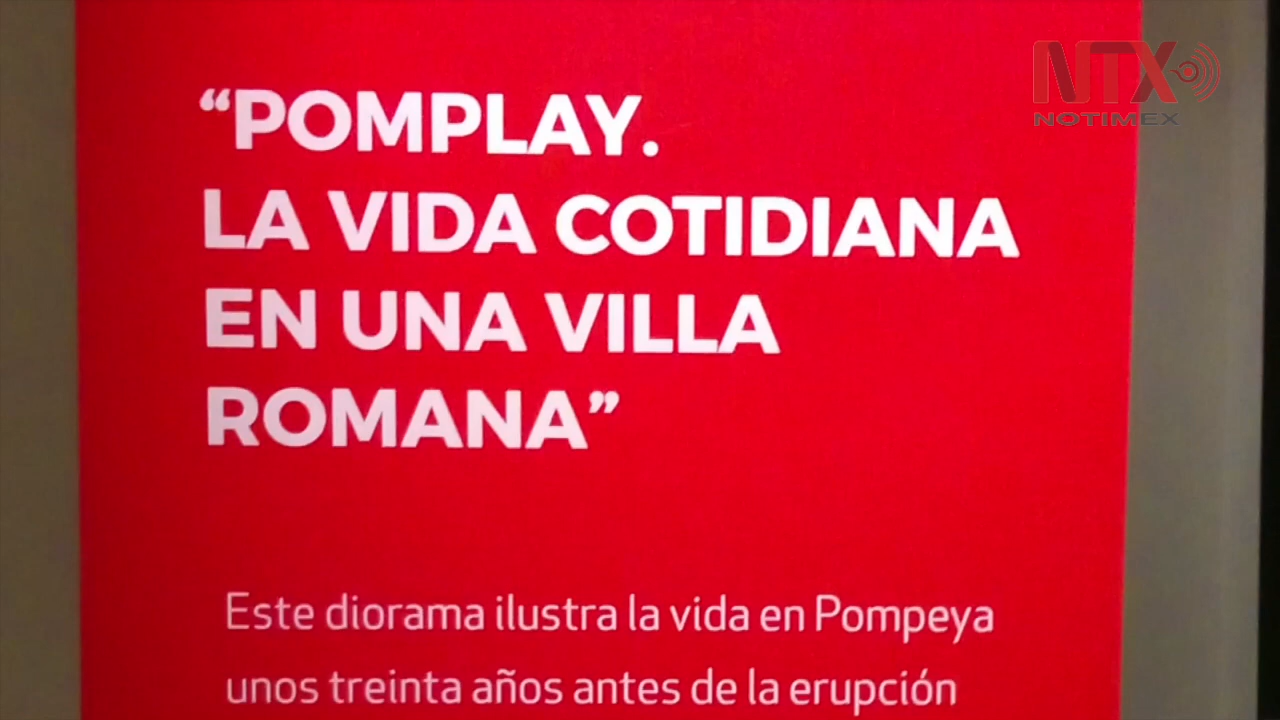 NTX
NOTIMEX
“POMPLAY.
LA VIDA COTIDIANA
EN UNA VILLA
ROMANA”
Este diorama ilustra la vida en Pompeya
unos treinta años antes de la erupción